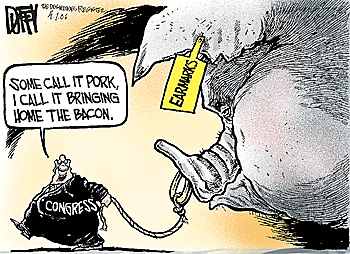 DUFFY
THE DES MOINES REGISTER
SOME CALL IT PORK,
I CALL IT BRINGING
HOME THE BACON.
EARMARKS
CONGRESS